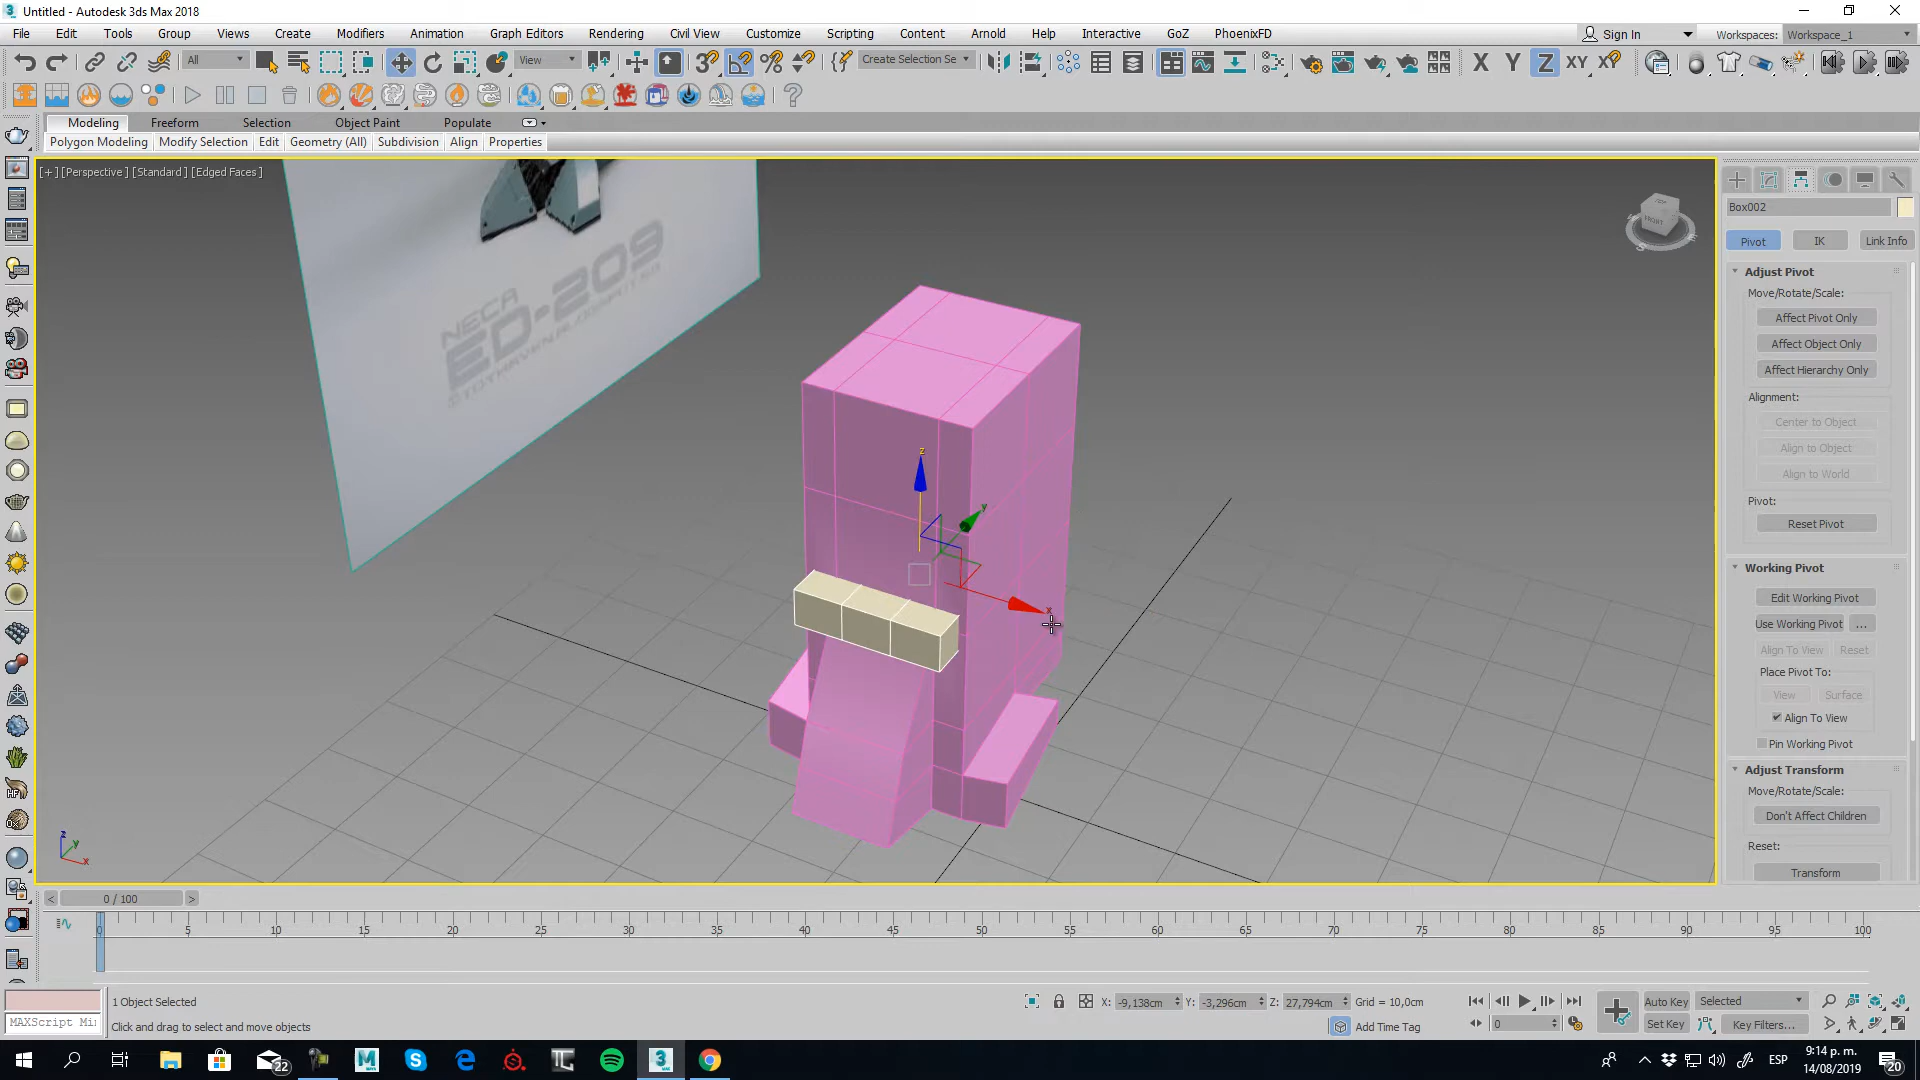 Untitled - Autodesk 3ds Max 2018
File Edit Tools Group Views Create Modifiers Animation Graph Editors Rendering Civil View Customize Scripting Content Arnold Help Interactive GoZ PhoenixFD
Sign In Workspaces: Workspace_1
All View Create Selection Se X Y Z XY XY
Modeling Freeform Selection Object Paint Populate
Polygon Modeling Modify Selection Edit Geometry (All) Subdivision Align Properties
[+] [Perspective] [Standard] [Edged Faces]
NECA
ED-209
TOP
FRONT
z
y
x
z
y
x
Box002
Pivot IK Link Info
Adjust Pivot
Move/Rotate/Scale:
Affect Pivot Only
Affect Object Only
Affect Hierarchy Only
Alignment:
Center to Object
Align to Object
Align to World
Pivot:
Reset Pivot
Working Pivot
Edit Working Pivot
Use Working Pivot ...
Align To View Reset
Place Pivot To:
View Surface
Align To View
Pin Working Pivot
Adjust Transform
Move/Rotate/Scale:
Don't Affect Children
Reset:
Transform
< 0 / 100 >
0 5 10 15 20 25 30 35 40 45 50 55 60 65 70 75 80 85 90 95 100
1 Object Selected
X: -9,138cm Y: -3,296cm Z: 27,794cm Grid = 10,0cm
Auto Key Selected
MAXScript Mi
Click and drag to select and move objects
Add Time Tag
0
Set Key Key Filters...
22
ESP
9:14 p. m.
14/08/2019
20